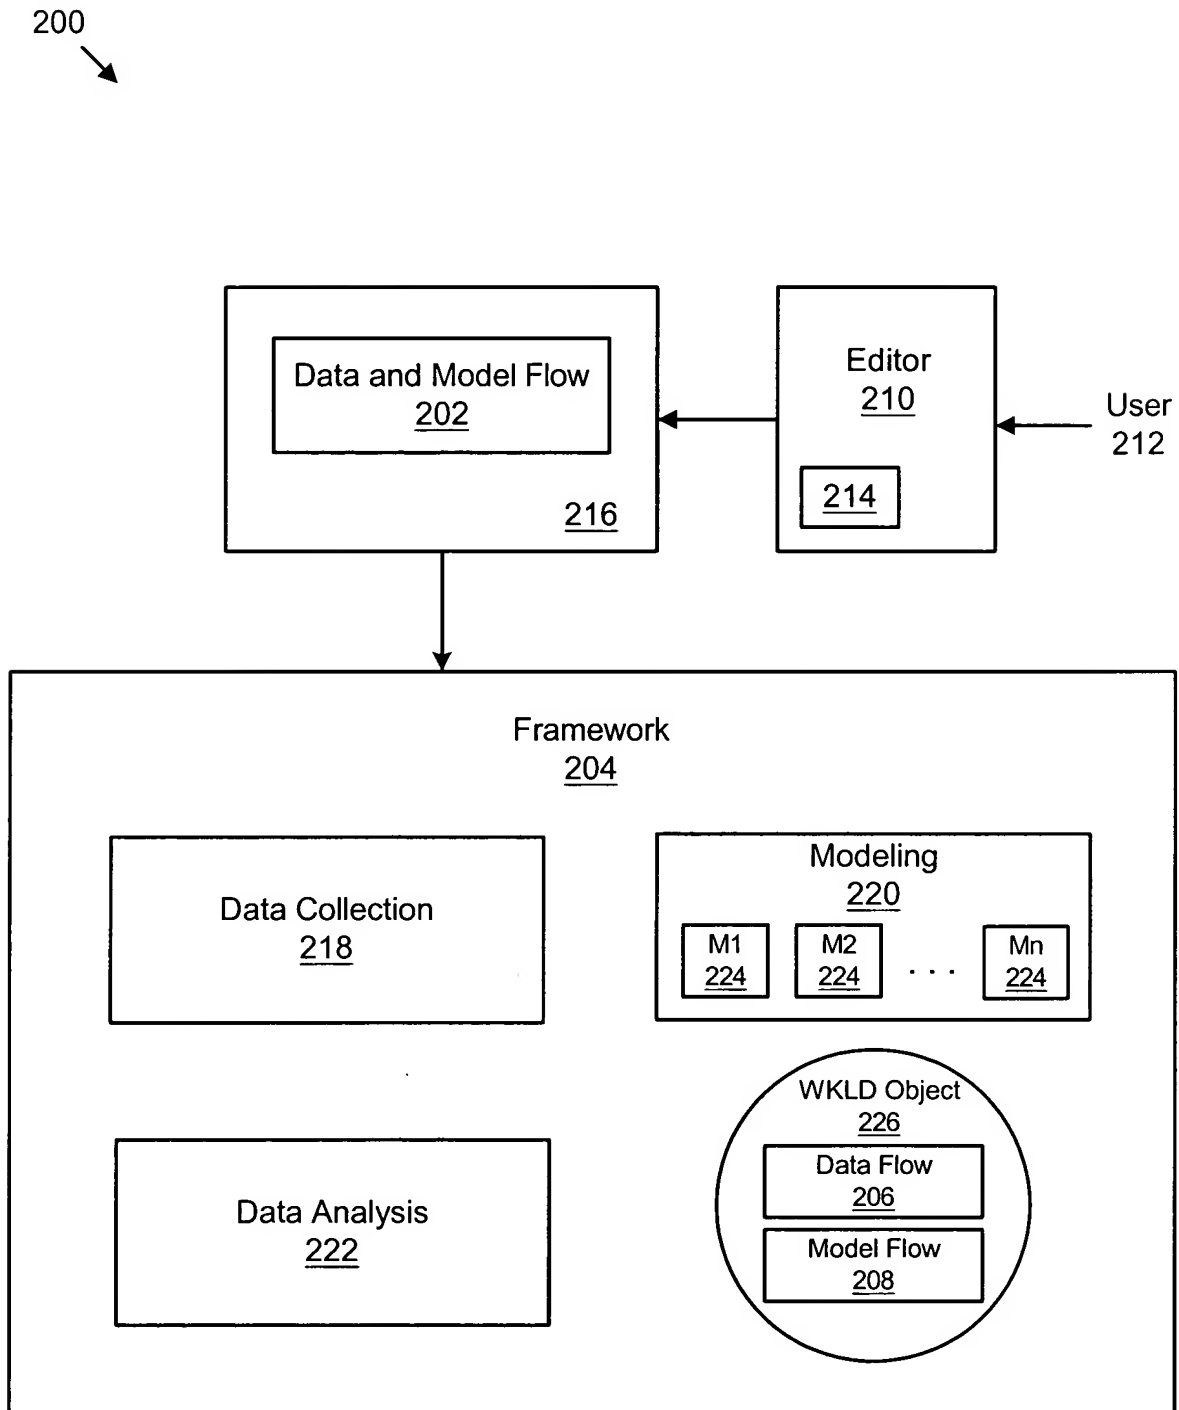 200
Data and Model Flow
202
216
Editor
210
214
User
212
Framework
204
Data Collection
218
Modeling
220
M1
224
M2
224
. . .
Mn
224
WKLD Object
226
Data Flow
206
Model Flow
208
Data Analysis
222